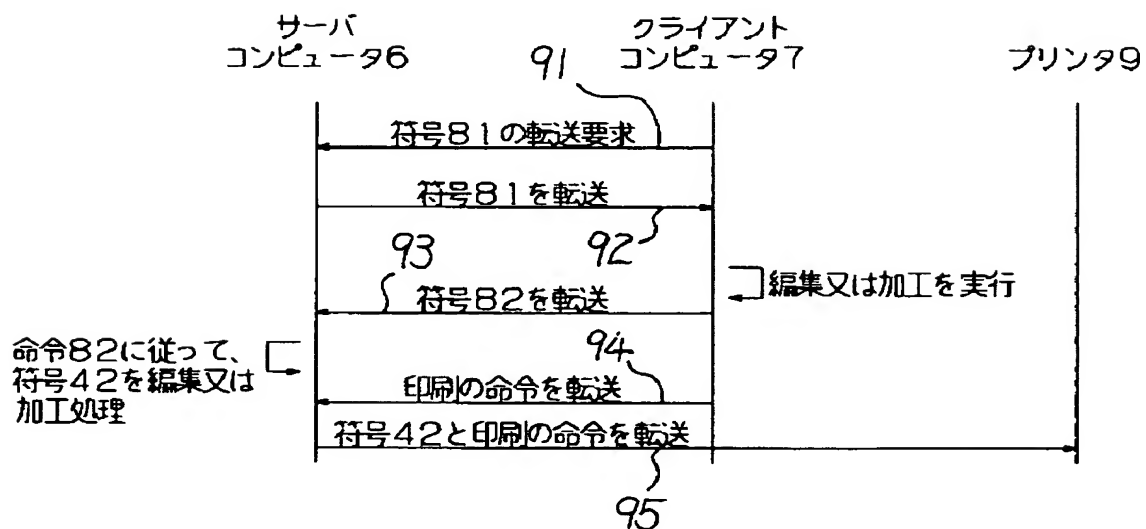 サーバ
コンピュータ6
クライアント
コンピュータ7
プリンタ9
91
符号81の転送要求
符号81を転送
92
93
編集又は加工を実行
符号82を転送
命令82に従って、
符号42を編集又は
加工処理
94
印刷の命令を転送
符号42と印刷の命令を転送
95